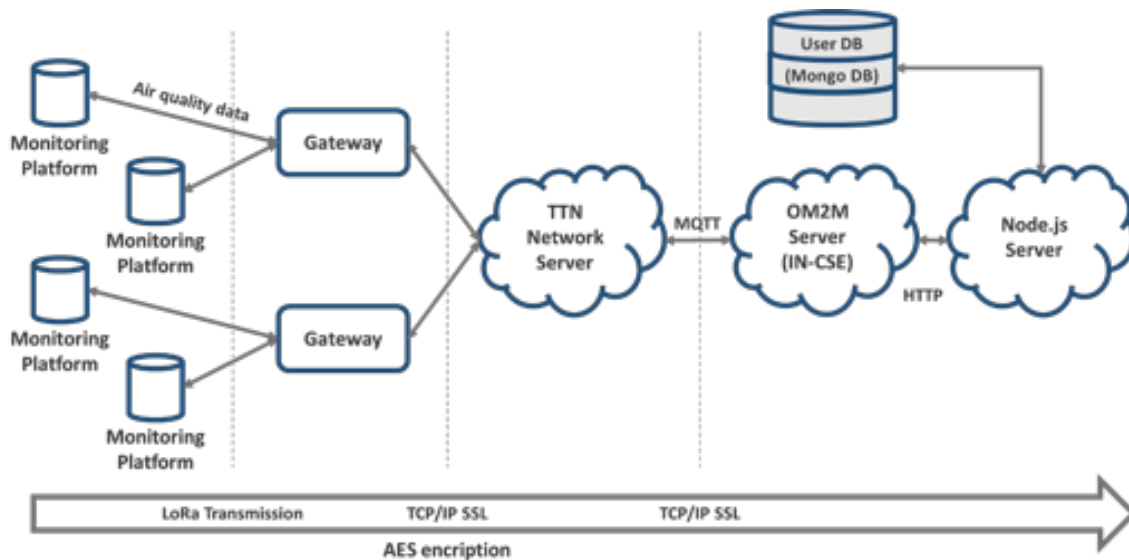 User DB
(Mongo DB)
Air quality data
Monitoring
Platform
Gateway
Monitoring
Platform
TTN
Network
Server
MQTT
OM2M
Server
(IN-CSE)
HTTP
Node.js
Server
Monitoring
Platform
Gateway
Monitoring
Platform
LoRa Transmission
TCP/IP SSL
TCP/IP SSL
AES encription